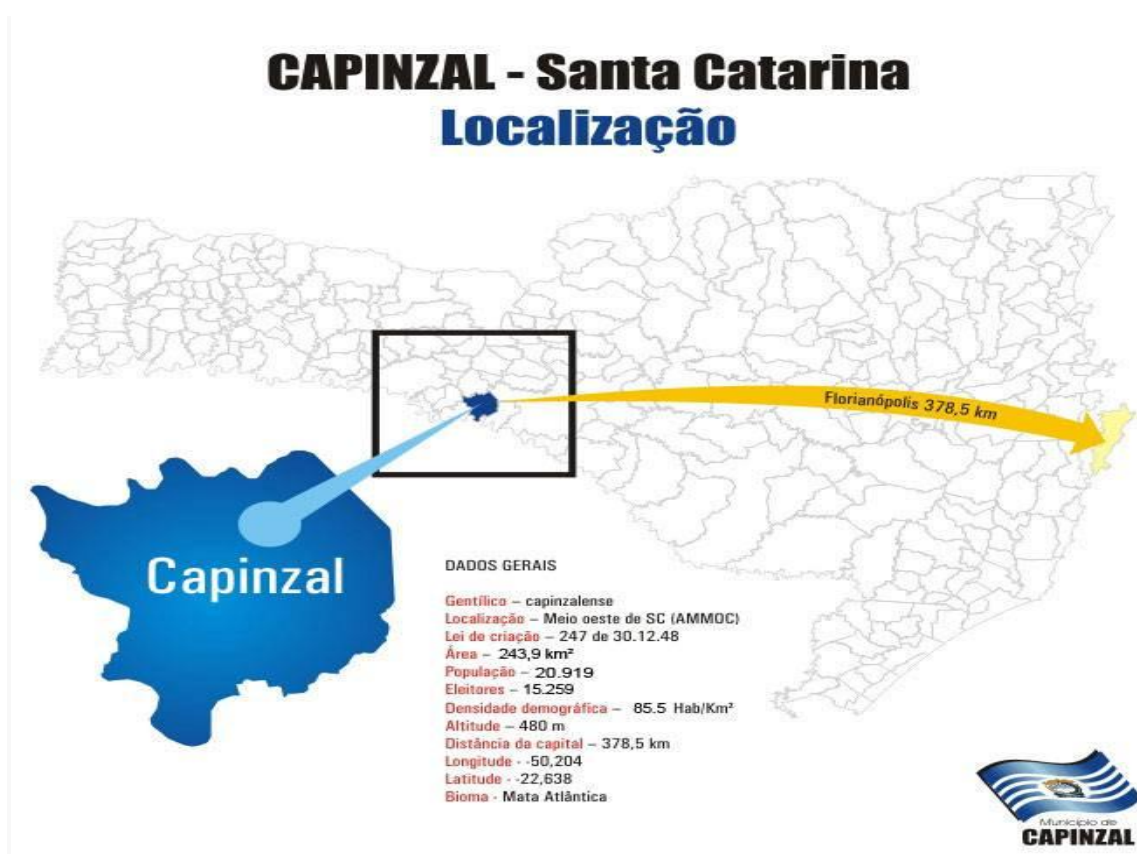 CAPINZAL - Santa Catarina
Localização
Florianópolis 378,5 km
Capinzal
DADOS GERAIS
Gentílico – capinzalense
Localização – Meio oeste de SC (AMMOC)
Lei de criação – 247 de 30.12.48
Área – 243,9 km²
População – 20.919
Eleitores – 15.259
Densidade demográfica – 85.5 Hab/Km²
Altitude – 480 m
Distância da capital – 378,5 km
Longitude - -50,204
Latitude - -22,638
Bioma - Mata Atlântica
Município de
CAPINZAL